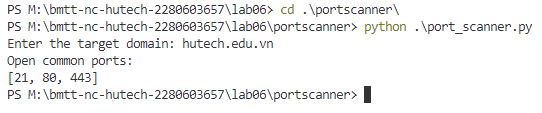 PS M:\bmtt-nc-hutech-2280603657\lab06> cd .\portscanner\
PS M:\bmtt-nc-hutech-2280603657\lab06\portscanner> python .\port_scanner.py
Enter the target domain: hutech.edu.vn
Open common ports:
[21, 80, 443]
PS M:\bmtt-nc-hutech-2280603657\lab06\portscanner>